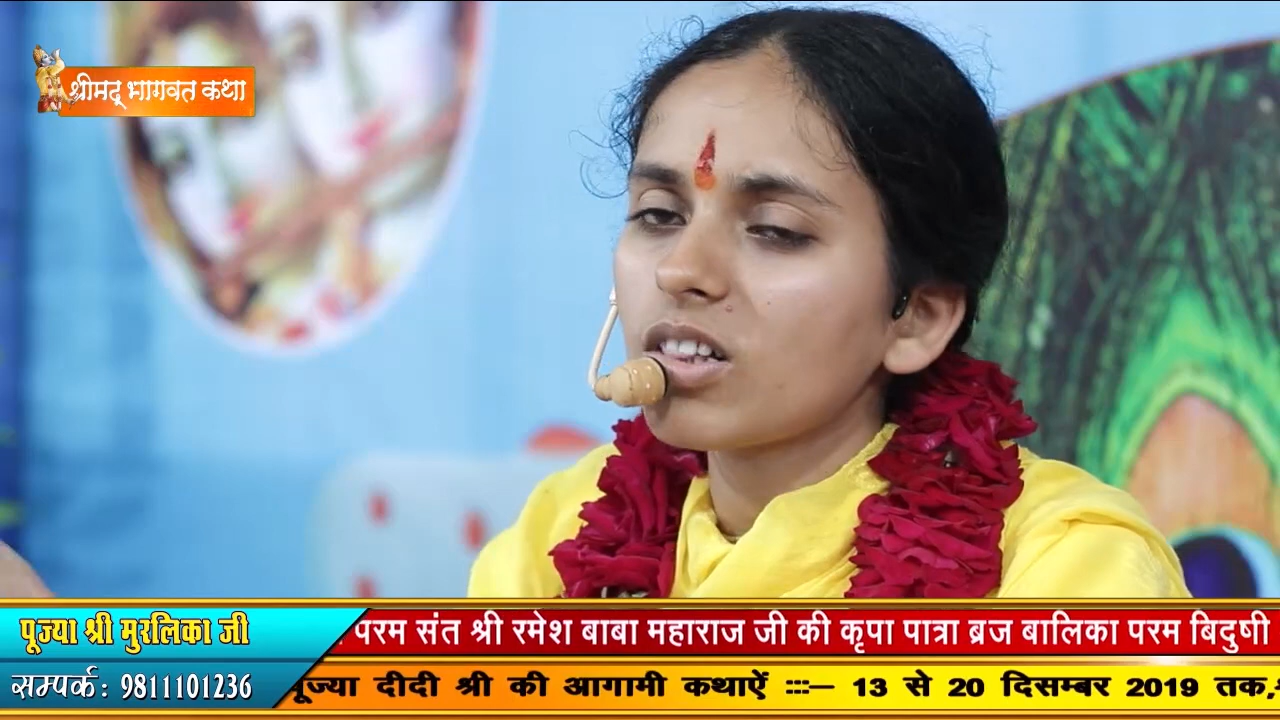 श्रीमद् भागवत कथा
पूज्या श्री मुरलिका जी
परम संत श्री रमेश बाबा महाराज जी की कृपा पात्रा ब्रज बालिका परम बिदुषी
सम्पर्क: 9811101236
पूज्या दीदी श्री की आगामी कथाऐं :::— 13 से 20 दिसम्बर 2019 तक,